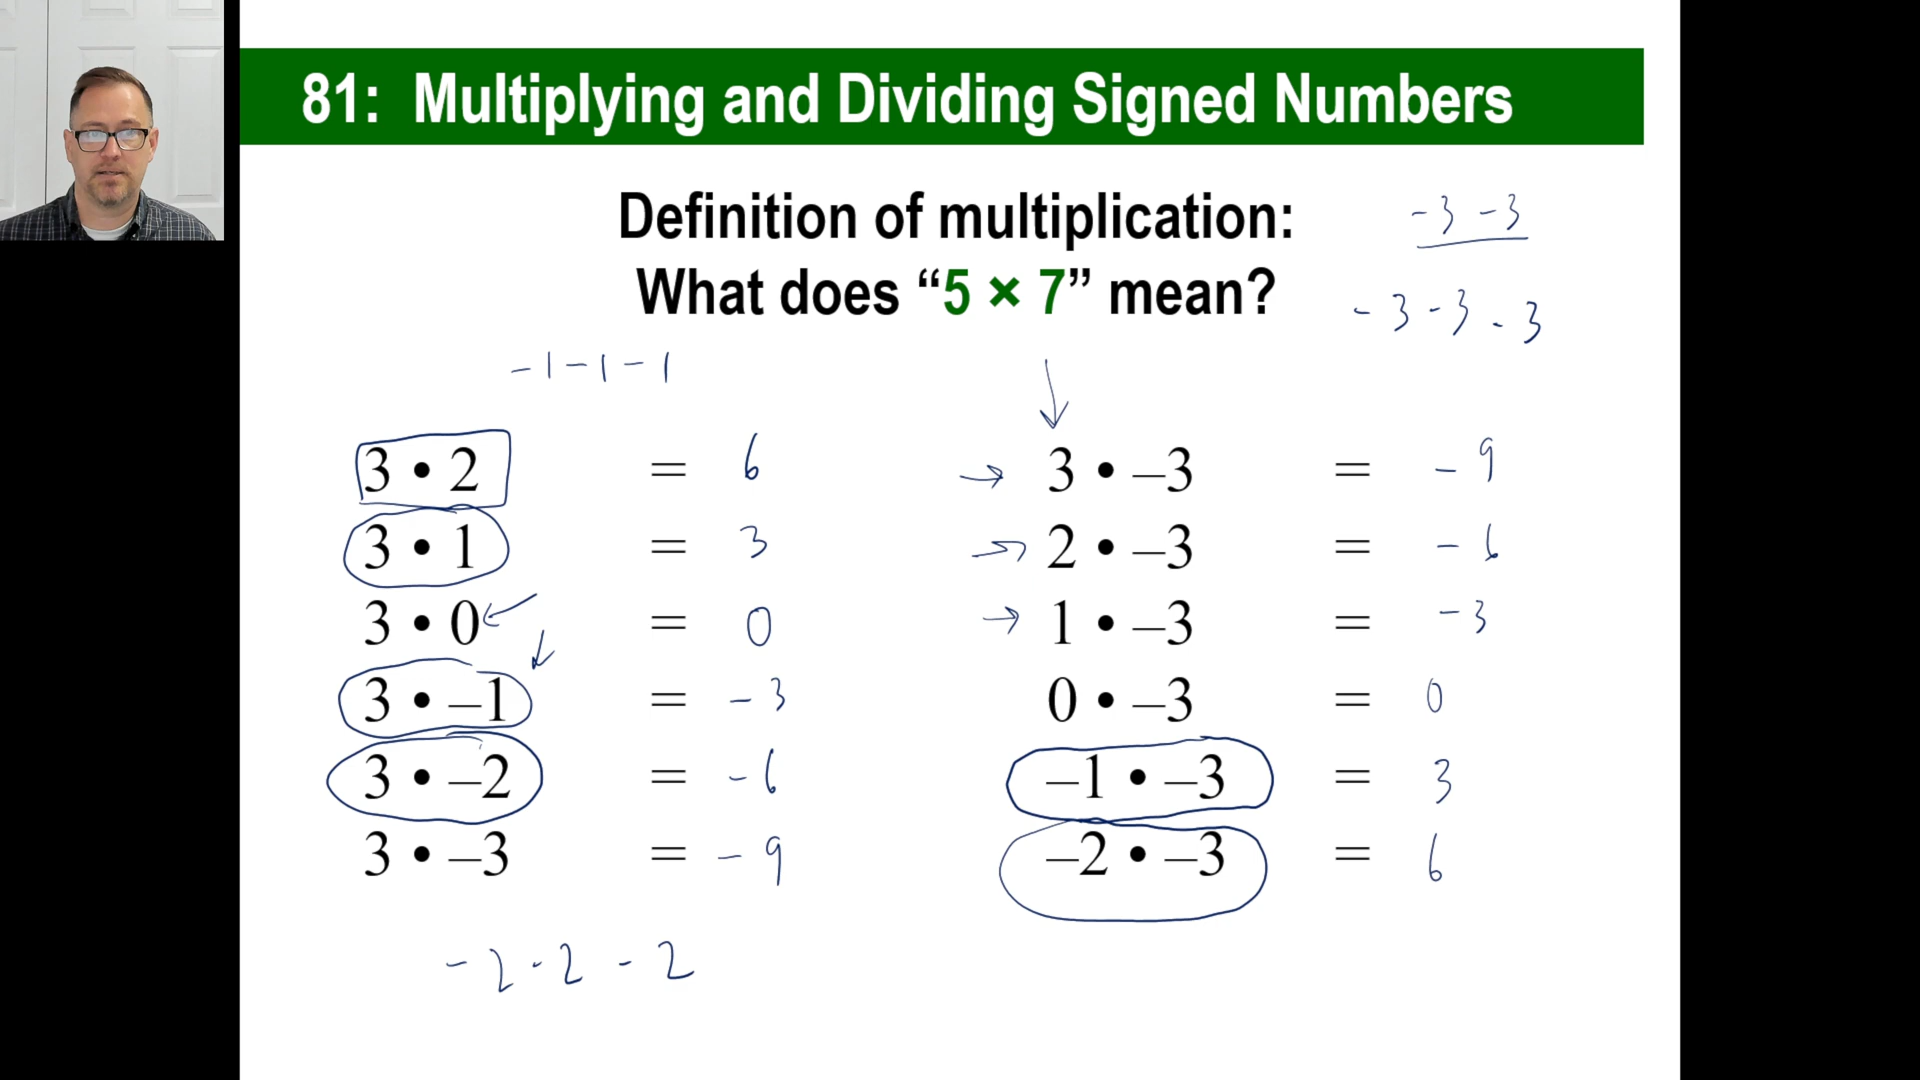 81: Multiplying and Dividing Signed Numbers
Definition of multiplication:
-3 -3
What does “5 × 7” mean?
-3 -3 -3
-1 -1 -1
3 • 2 = 6
3 • 1 = 3
3 • 0 = 0
3 • –1 = -3
3 • –2 = -6
3 • –3 = -9
-2 -2 -2
3 • –3 = -9
2 • –3 = -6
1 • –3 = -3
0 • –3 = 0
–1 • –3 = 3
–2 • –3 = 6